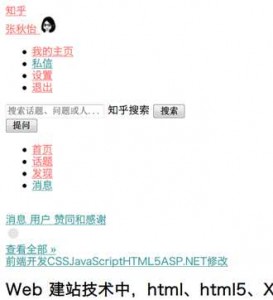 知乎
张秋怡
我的主页
私信
设置
退出
搜索话题、问题或人... 知乎搜索 搜索
提问
首页
话题
发现
消息
消息 用户 赞同和感谢
查看全部 »
前端开发CSSJavaScriptHTML5ASP.NET修改
Web 建站技术中，html、html5、X